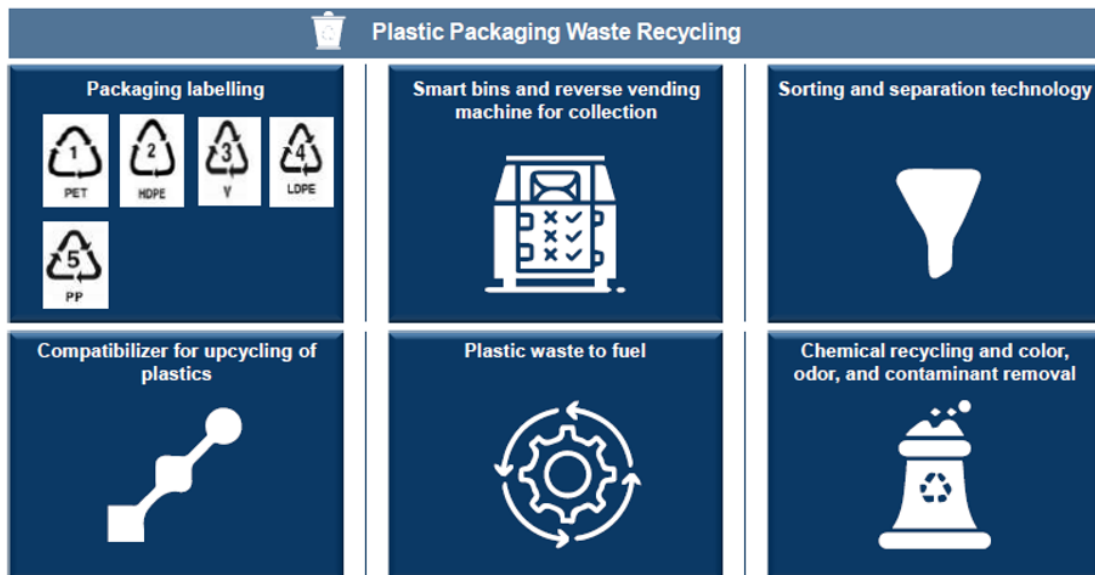 Plastic Packaging Waste Recycling
Packaging labelling
1
PET
2
HDPE
3
V
4
LDPE
5
PP
Smart bins and reverse vending
machine for collection
Sorting and separation technology
Compatibilizer for upcycling of
plastics
Plastic waste to fuel
Chemical recycling and color,
odor, and contaminant removal